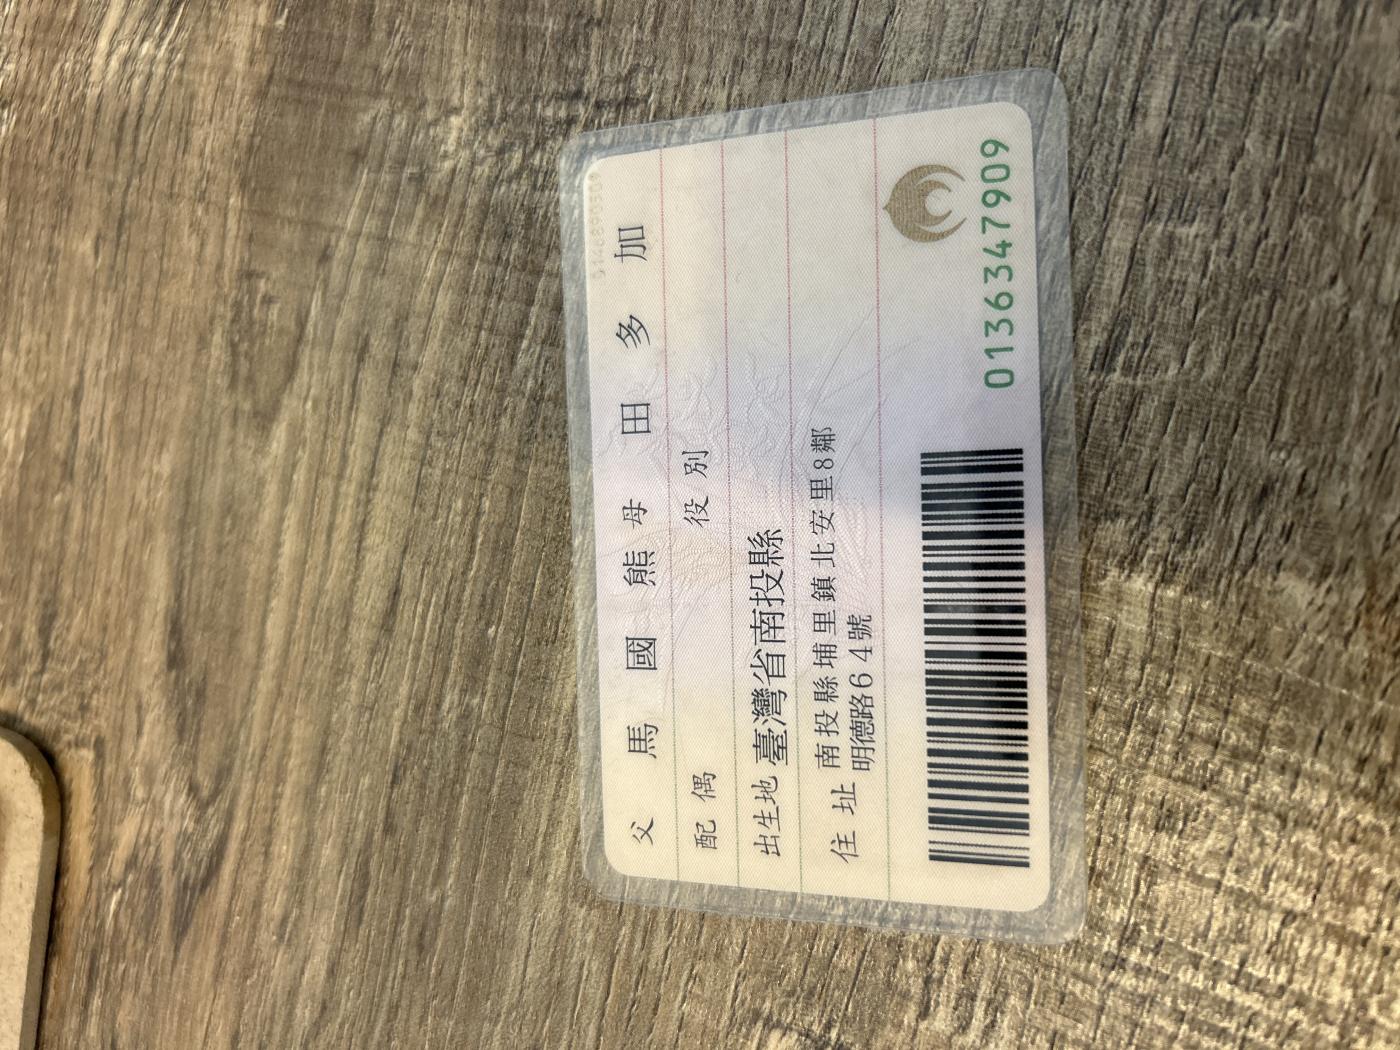 父 馬國熊 母 田多加
配偶 役別
出生地 臺灣省南投縣
住址 南投縣埔里鎮北安里8鄰
明德路64號
0136347909